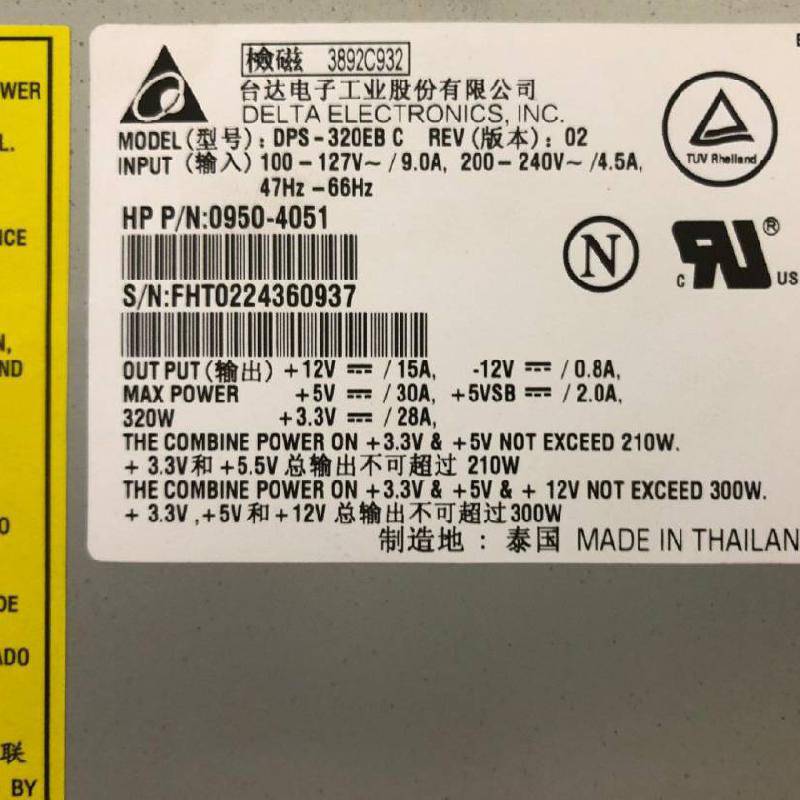 檢磁 3892C932
台达电子工业股份有限公司
DELTA ELECTRONICS, INC.
MODEL(型号): DPS-320EB C REV(版本): 02
INPUT (输入) 100-127V~ / 9.0A, 200-240V~ /4.5A,
47Hz -66Hz
TUV Rheinland
HP P/N:0950-4051
N
c RU ® US
S/N:FHT0224360937
OUTPUT(输出) +12V ⎓ / 15A, -12V ⎓ / 0.8A,
MAX POWER +5V ⎓ / 30A, +5VSB ⎓ / 2.0A,
320W +3.3V ⎓ / 28A,
THE COMBINE POWER ON +3.3V & +5V NOT EXCEED 210W.
+ 3.3V和 +5.5V 总输出不可超过 210W
THE COMBINE POWER ON +3.3V & +5V & + 12V NOT EXCEED 300W.
+ 3.3V ,+5V 和 +12V 总输出不可超过300W
制造地 : 泰国 MADE IN THAILAN
WER
L.
ICE
N,
ND
O
DE
ADO
联
BY